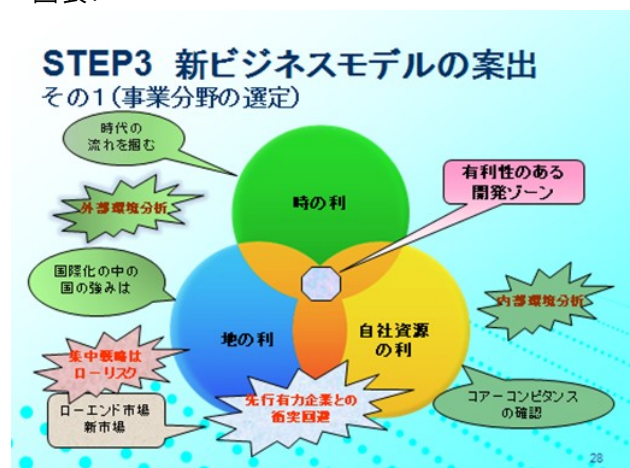 STEP3 新ビジネスモデルの案出
その1(事業分野の選定)
時代の
流れを掴む
有利性のある
開発ゾーン
時の利
外部環境分析
国際化の中の
国の強みは
内部環境分析
地の利
自社資源
の利
集中戦略は
ローリスク
先行有力企業との
衝突回避
コアーコンピタンス
の確認
ローエンド市場
新市場
28